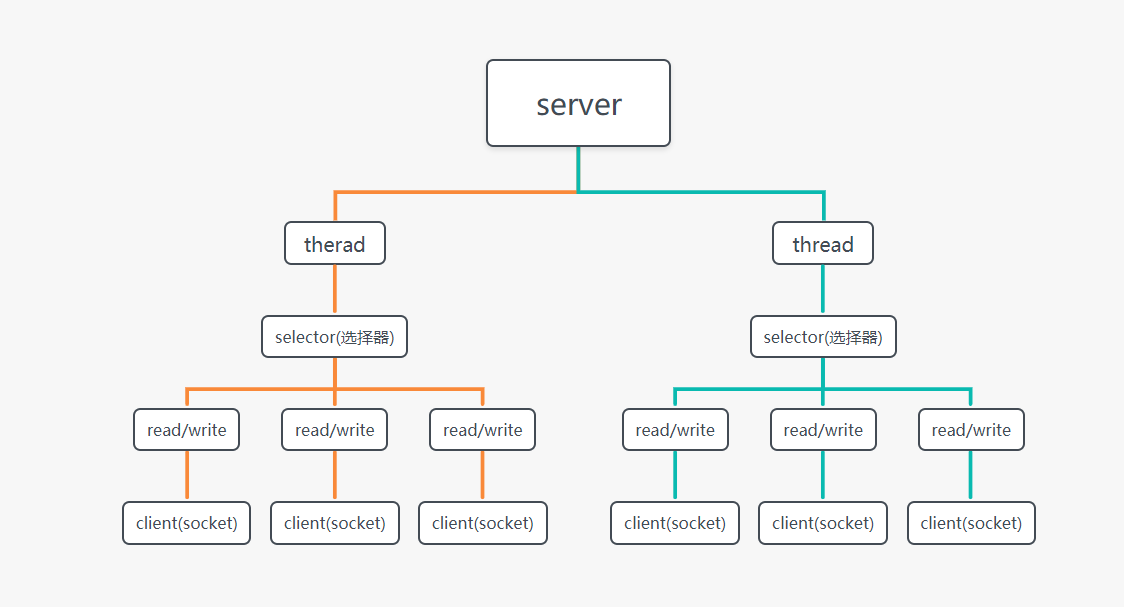 server
therad
thread
selector(选择器)
selector(选择器)
read/write
read/write
read/write
read/write
read/write
read/write
client(socket)
client(socket)
client(socket)
client(socket)
client(socket)
client(socket)